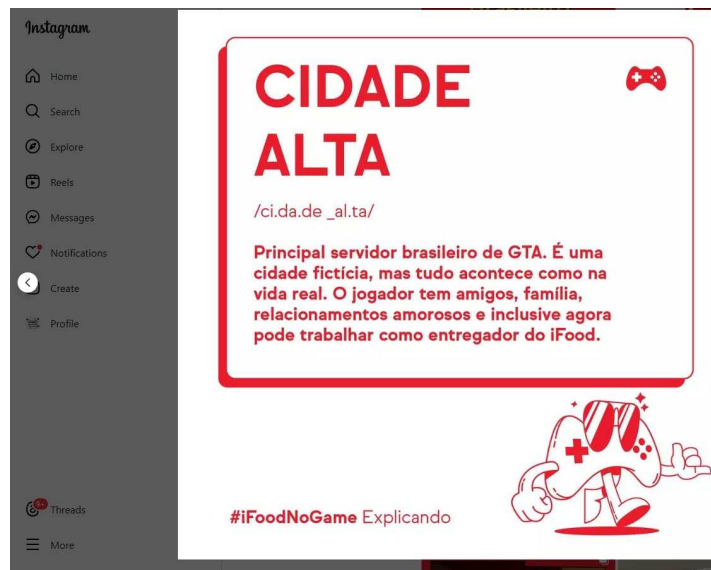 Instagram
Home
Search
Explore
Reels
Messages
Notifications
Create
Profile
9+
Threads
More
CIDADE
ALTA
/ci.da.de _al.ta/
Principal servidor brasileiro de GTA. É uma
cidade fictícia, mas tudo acontece como na
vida real. O jogador tem amigos, família,
relacionamentos amorosos e inclusive agora
pode trabalhar como entregador do iFood.
#iFoodNoGame Explicando